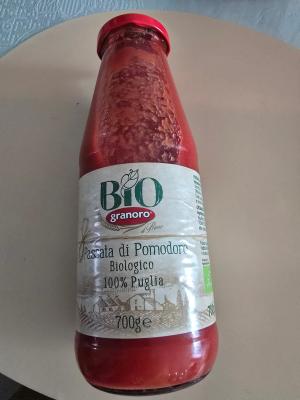 BIO
granoro
Passata di Pomodoro
Biologico
100% Puglia
700g e